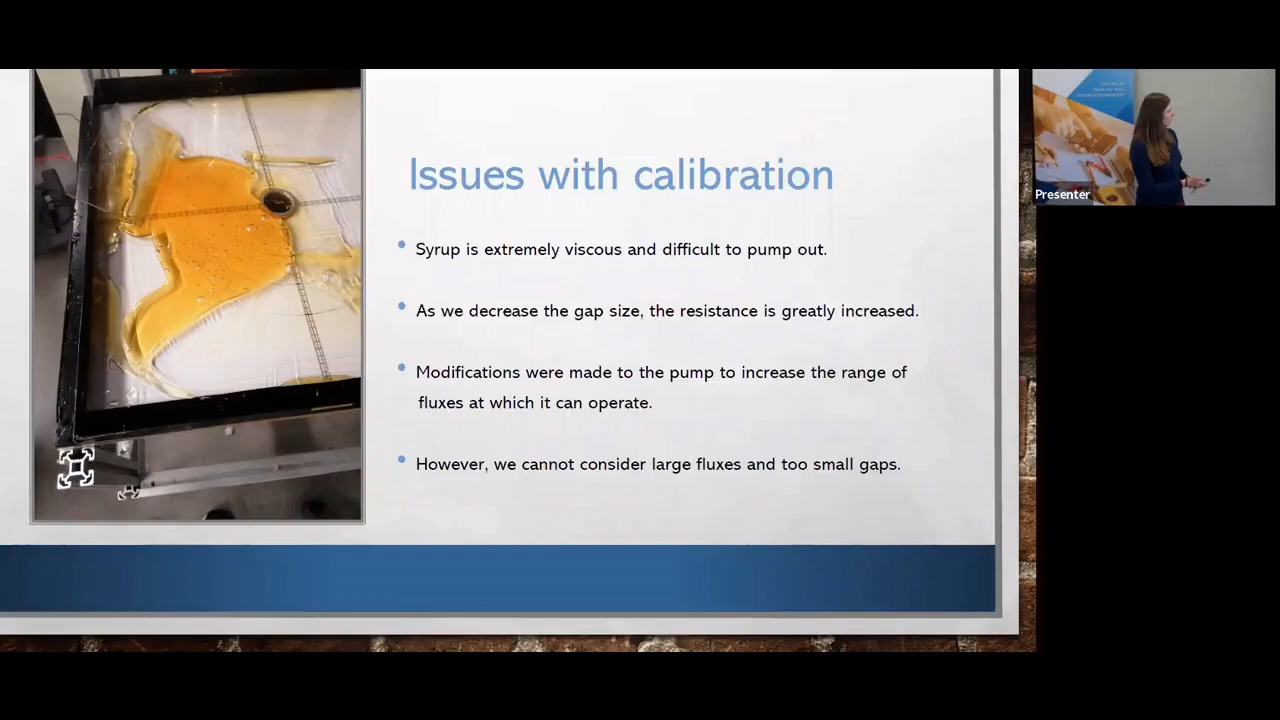 Issues with calibration
Syrup is extremely viscous and difficult to pump out.
As we decrease the gap size, the resistance is greatly increased.
Modifications were made to the pump to increase the range of
fluxes at which it can operate.
However, we cannot consider large fluxes and too small gaps.
Presenter